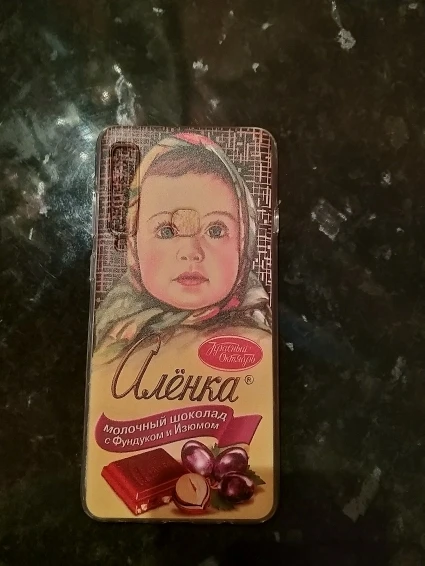 Красный
Октябрь
Алёнка®
молочный шоколад
с Фундуком и Изюмом